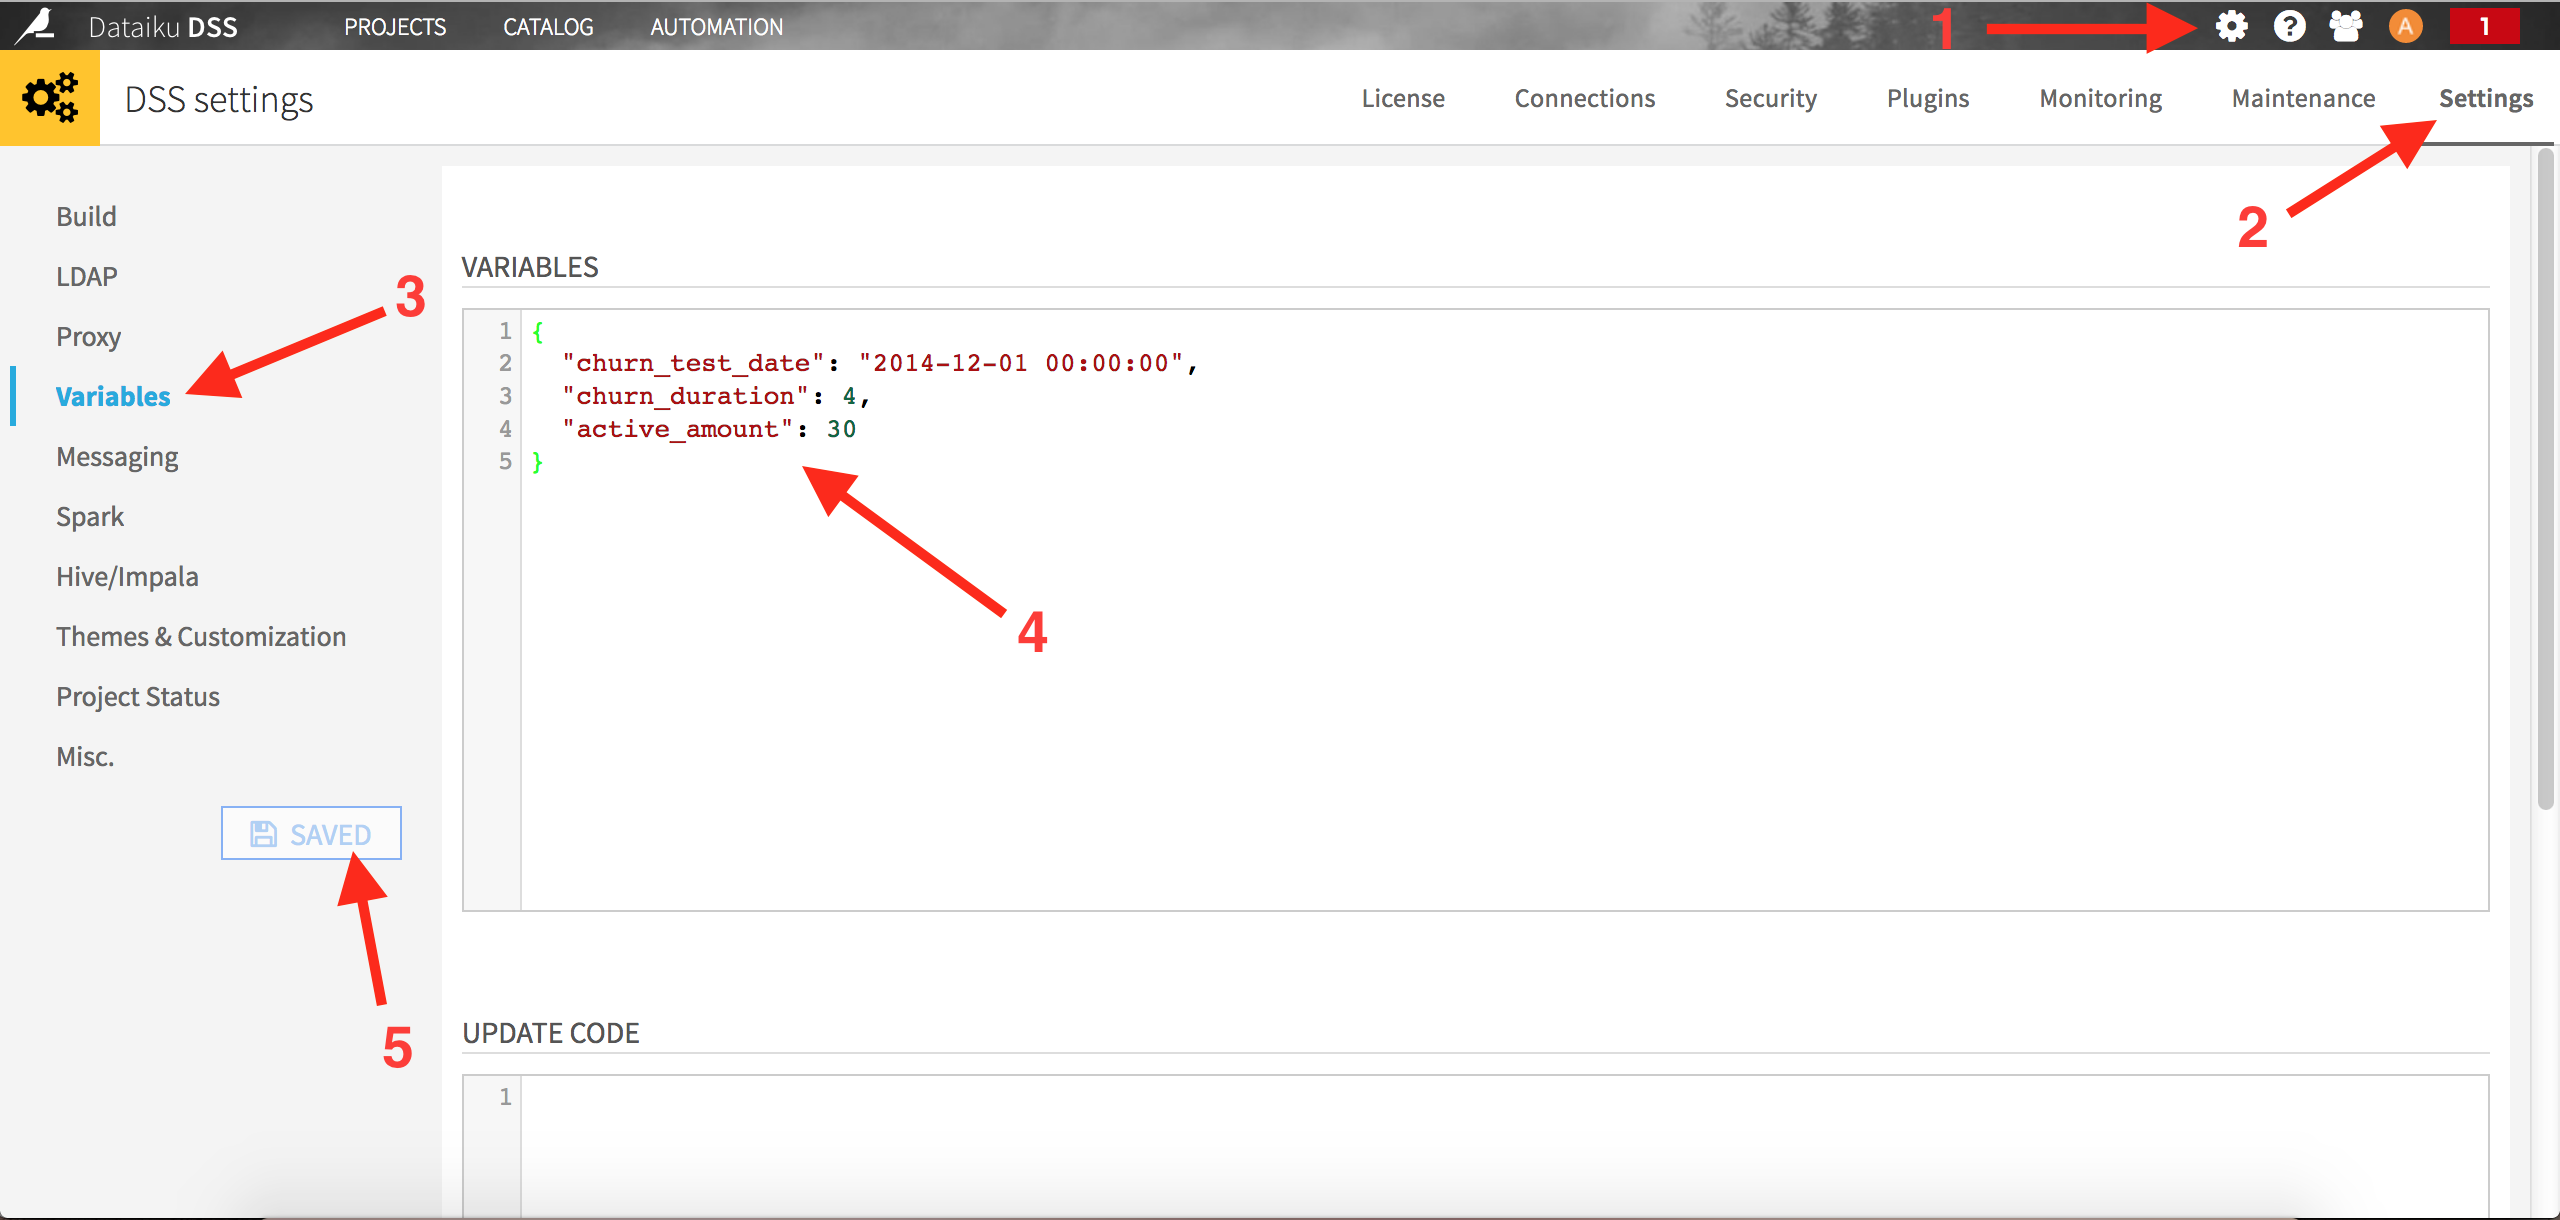 Dataiku DSS PROJECTS CATALOG AUTOMATION 1 ? A 1
DSS settings License Connections Security Plugins Monitoring Maintenance Settings
2
Build
LDAP
3
Proxy
Variables
Messaging
Spark
Hive/Impala
Themes & Customization
Project Status
Misc.
SAVED
5
VARIABLES
1 {
2 "churn_test_date": "2014-12-01 00:00:00",
3 "churn_duration": 4,
4 "active_amount": 30
5 }
4
UPDATE CODE
1